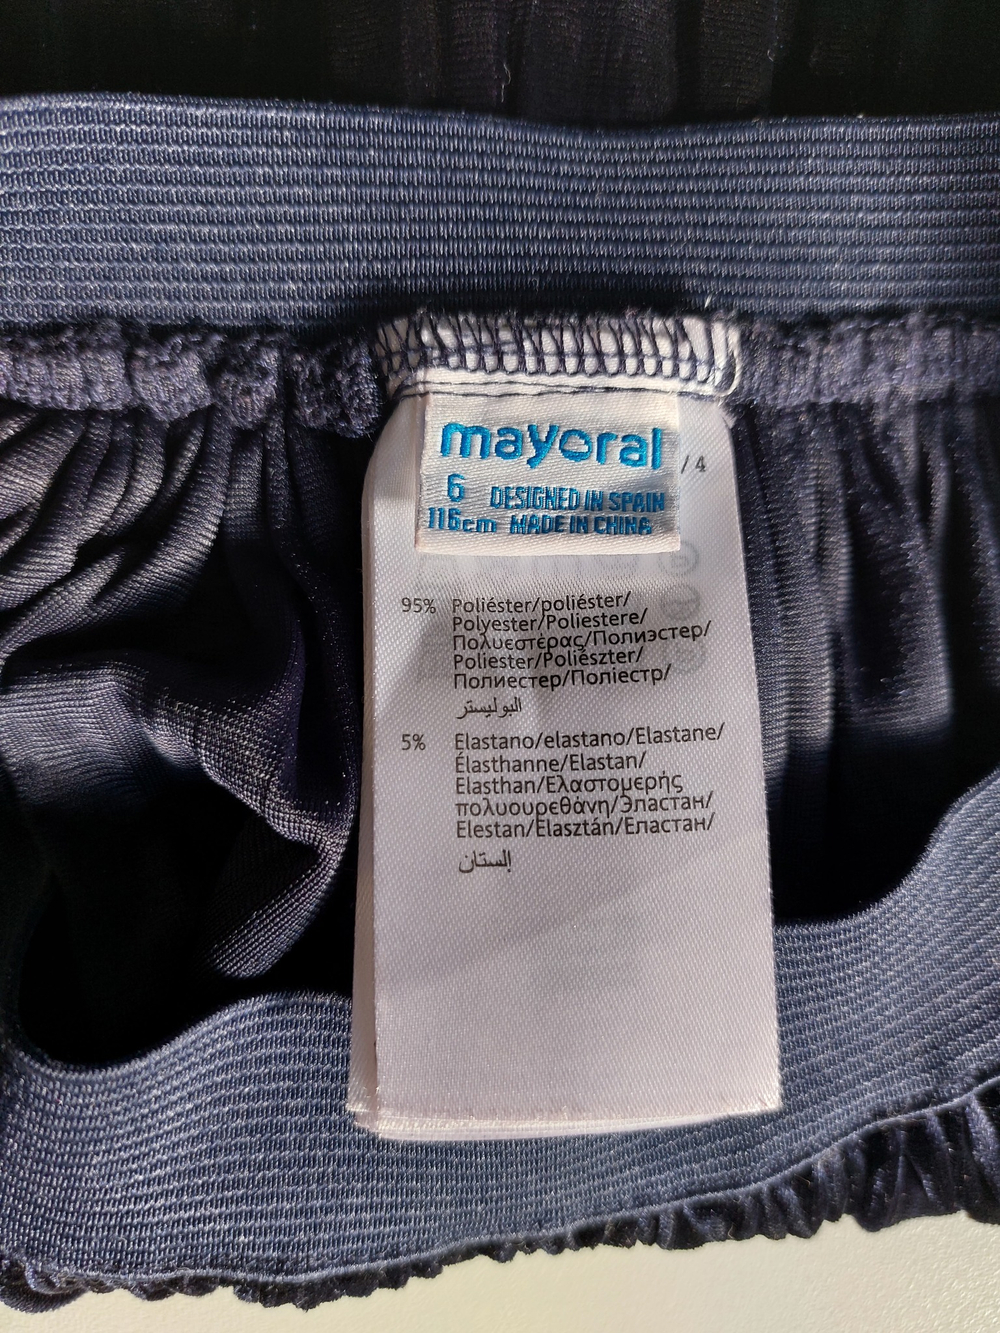 mayoral
/ 4
6 DESIGNED IN SPAIN
116cm MADE IN CHINA
95% Poliéster/poliéster/
Polyester/Poliestere/
Πολυεστέρας/Полиэстер/
Poliester/Poliészter/
Полиестер/Поліестр/
البوليستر
5% Elastano/elastano/Elastane/
Élasthanne/Elastan/
Elasthan/Ελαστομερής
πολυουρεθάνη/Эластан/
Elestan/Elasztán/Еластан/
إلستان